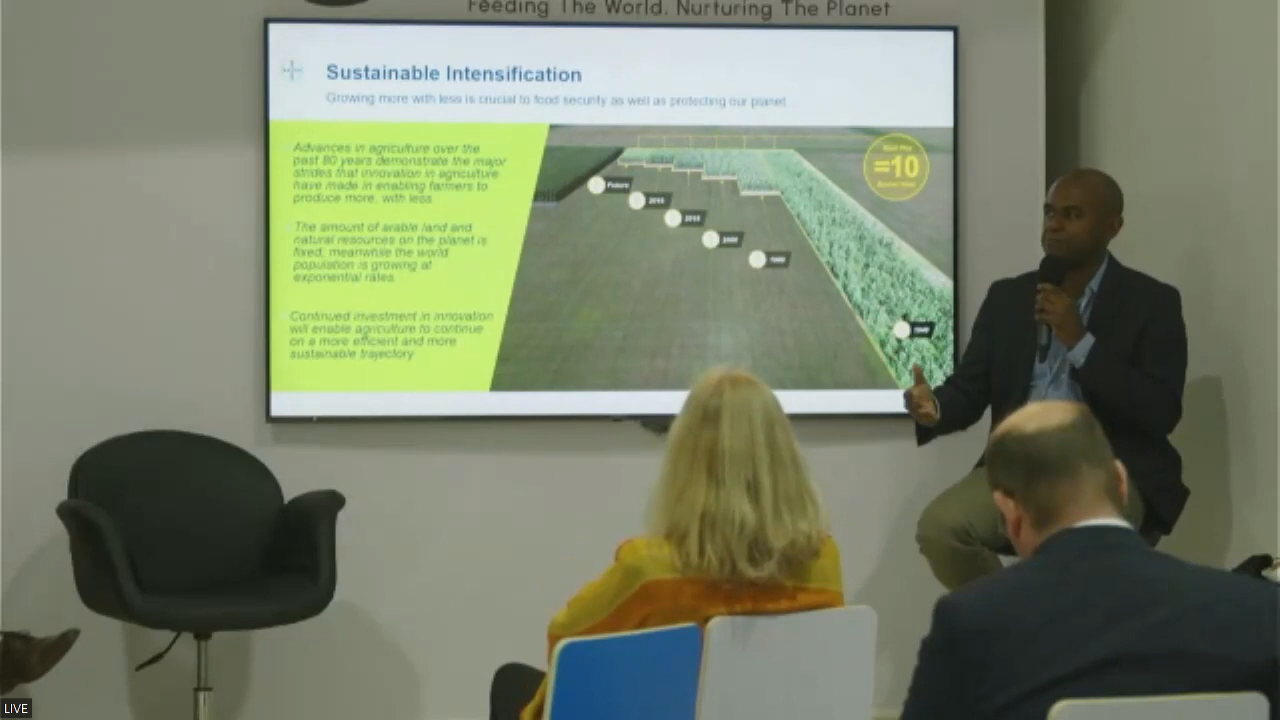 Feeding The World. Nurturing The Planet
Sustainable Intensification
Growing more with less is crucial to food security as well as protecting our planet
Advances in agriculture over the
past 80 years demonstrate the major
strides that innovation in agriculture
have made in enabling farmers to
produce more, with less.
The amount of arable land and
natural resources on the planet is
fixed, meanwhile the world
population is growing at
exponential rates.
Continued investment in innovation
will enable agriculture to continue
on a more efficient and more
sustainable trajectory
=10
Future
LIVE